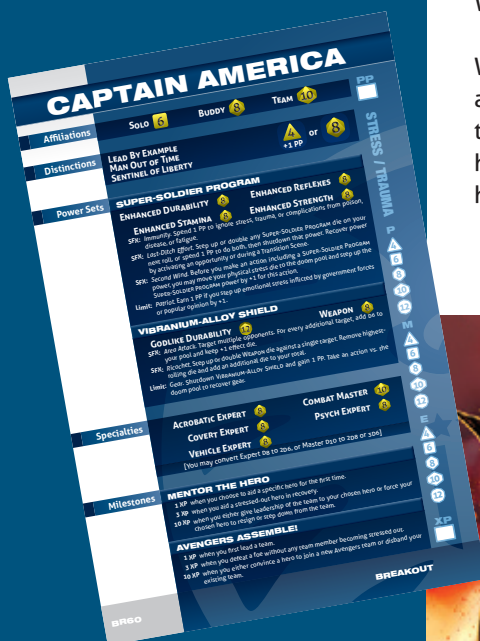 CAPTAIN AMERICA
PP
Affiliations
SOLO 6 BUDDY 8 TEAM 10
Distinctions
LEAD BY EXAMPLE
MAN OUT OF TIME
SENTINEL OF LIBERTY
4 or 8
+1 PP
STRESS / TRAUMA
Power Sets
SUPER-SOLDIER PROGRAM
ENHANCED DURABILITY 8 ENHANCED REFLEXES 8
ENHANCED STAMINA 8 ENHANCED STRENGTH 8
SFX: Immunity. Spend 1 PP to ignore stress, trauma, or complications from poison,
disease, or fatigue.
SFX: Last-Ditch Effort. Step up or double any SUPER-SOLDIER PROGRAM die on your
next roll, or spend 1 PP to do both, then shutdown that power. Recover power
by activating an opportunity or during a Transition Scene.
SFX: Second Wind. Before you make an action including a SUPER-SOLDIER PROGRAM
power, you may move your physical stress die to the doom pool and step up the
SUPER-SOLDIER PROGRAM power by +1 for this action.
Limit: Patriot. Earn 1 PP if you step up emotional stress inflicted by government forces
or popular opinion by +1.
P
4
6
8
10
12
VIBRANIUM-ALLOY SHIELD
GODLIKE DURABILITY 12 WEAPON 8
SFX: Area Attack. Target multiple opponents. For every additional target, add d6 to
your pool, and keep +1 effect die.
SFX: Ricochet. Step up or double WEAPON die against a single target. Remove highest-
rolling die and add an additional die to your total.
Limit: Gear. Shutdown VIBRANIUM-ALLOY SHIELD and gain 1 PP. Take an action vs. the
doom pool to recover gear.
M
4
6
8
10
12
Specialties
ACROBATIC EXPERT 8 COMBAT MASTER 10
COVERT EXPERT 8 PSYCH EXPERT 8
VEHICLE EXPERT 8
[You may convert Expert D8 to 2D6, or Master D10 to 2D8 or 3D6]
E
4
6
8
10
12
Milestones
MENTOR THE HERO
1 XP when you choose to aid a specific hero for the first time.
3 XP when you aid a stressed-out hero in recovery.
10 XP when you either give leadership of the team to your chosen hero or force your
chosen hero to resign or step down from the team.
AVENGERS ASSEMBLE!
1 XP when you first lead a team.
3 XP when you defeat a foe without any team member becoming stressed out.
10 XP when you either convince a hero to join a new Avengers team or disband your
existing team.
XP
BR60
BREAKOUT